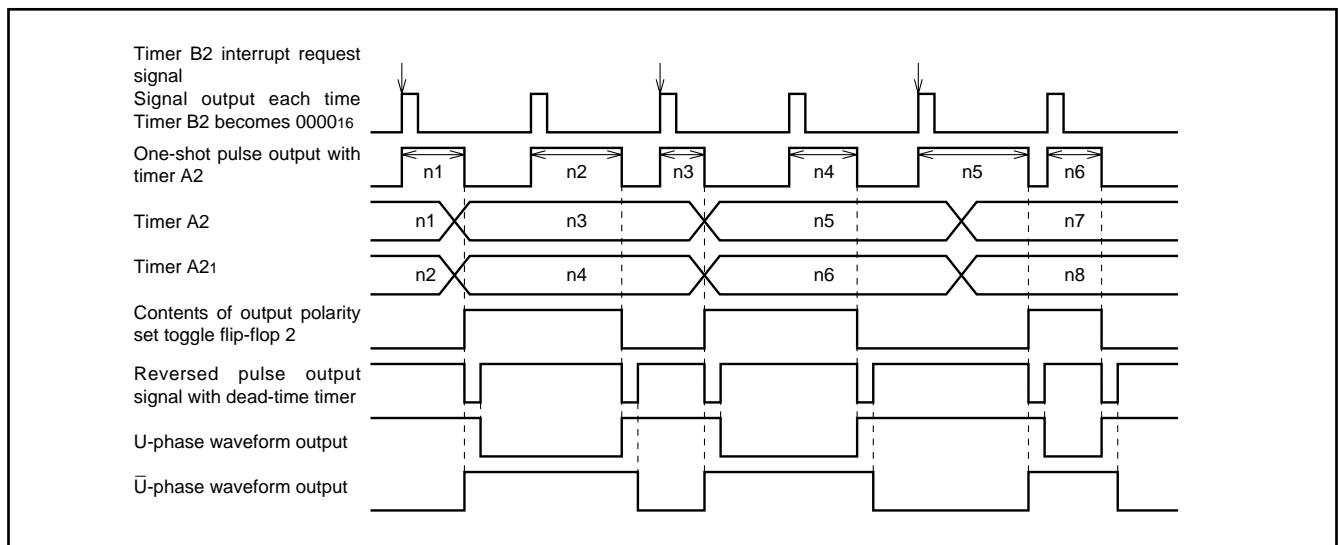 Timer B2 interrupt request
signal
Signal output each time
Timer B2 becomes 000016
One-shot pulse output with
timer A2
n1 n2 n3 n4 n5 n6
Timer A2
n1 n3 n5 n7
Timer A21
n2 n4 n6 n8
Contents of output polarity
set toggle flip-flop 2
Reversed pulse output
signal with dead-time timer
U-phase waveform output
U̅-phase waveform output